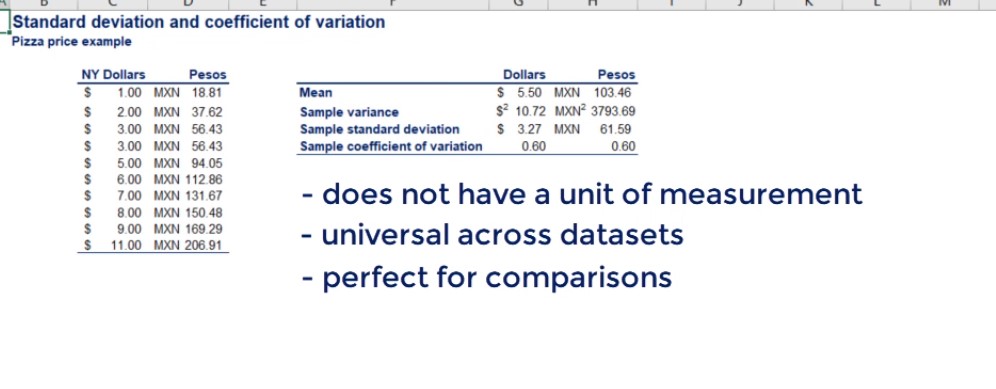 B C D E F G H I J K L M
Standard deviation and coefficient of variation
Pizza price example
NY Dollars Pesos
$ 1.00 MXN 18.81
$ 2.00 MXN 37.62
$ 3.00 MXN 56.43
$ 3.00 MXN 56.43
$ 5.00 MXN 94.05
$ 6.00 MXN 112.86
$ 7.00 MXN 131.67
$ 8.00 MXN 150.48
$ 9.00 MXN 169.29
$ 11.00 MXN 206.91
Dollars Pesos
Mean $ 5.50 MXN 103.46
Sample variance $² 10.72 MXN² 3793.69
Sample standard deviation $ 3.27 MXN 61.59
Sample coefficient of variation 0.60 0.60
- does not have a unit of measurement
- universal across datasets
- perfect for comparisons